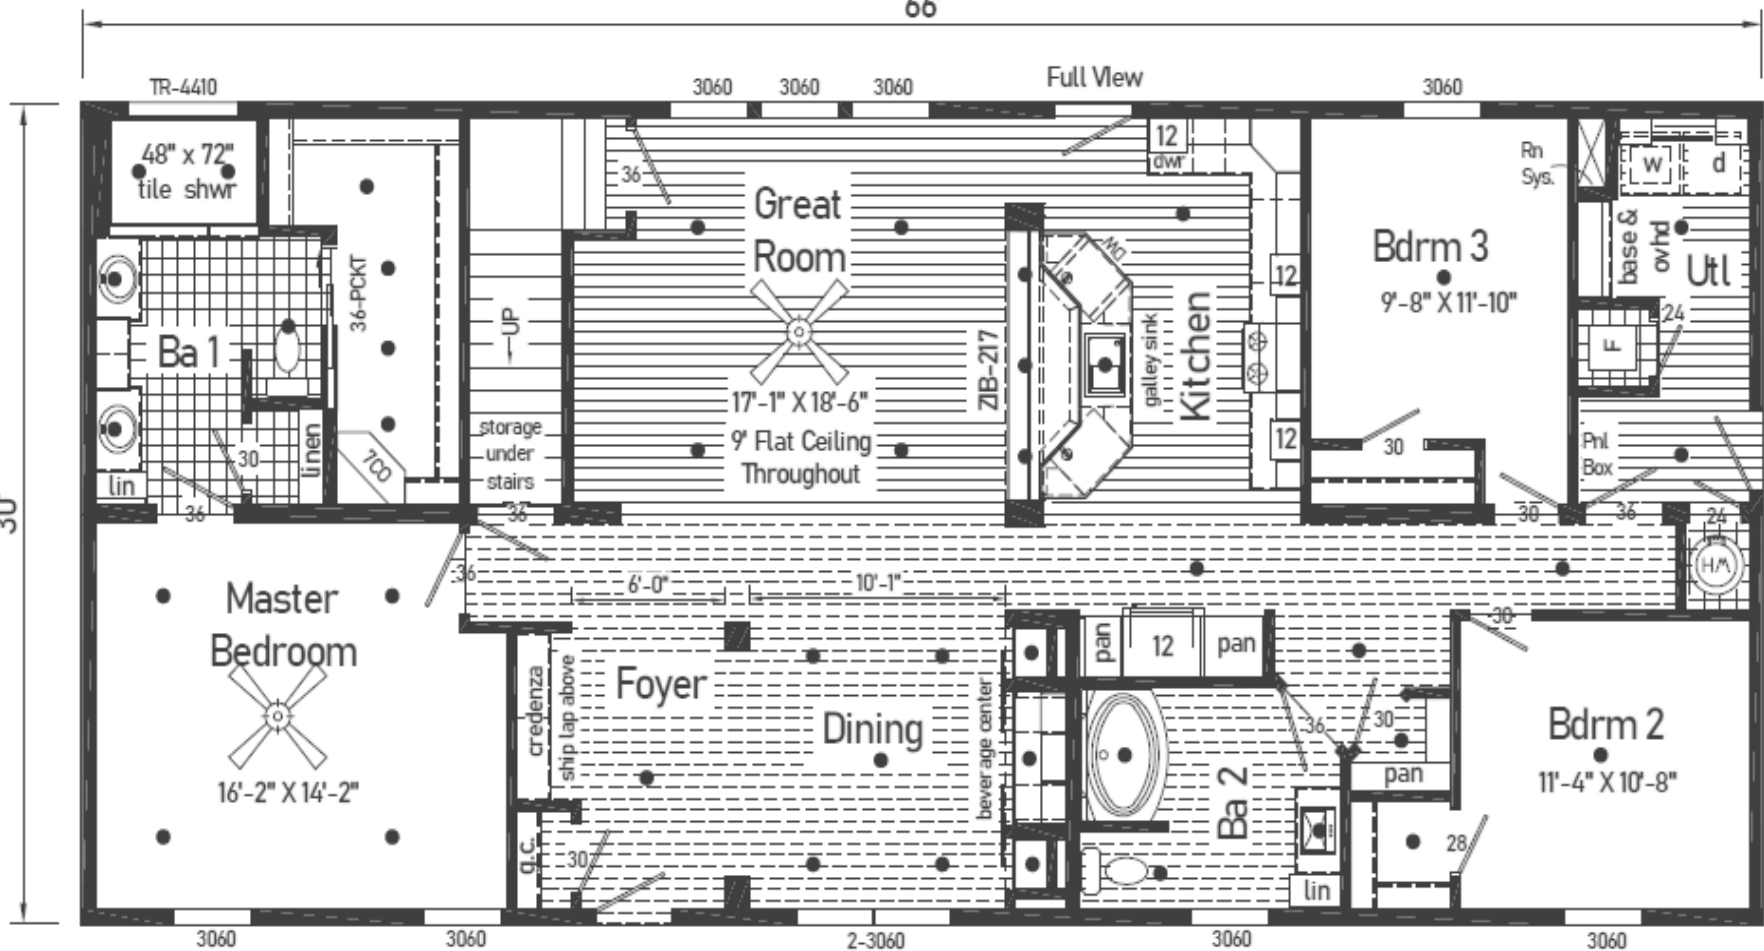 66'
TR-4410
3060
3060
3060
Full View
3060
48" x 72"
tile shwr
36
Great
Room
17'-1" X 18'-6"
9' Flat Ceiling
Throughout
12
dwr
DW
Rn
Sys.
w
d
base &
ovhd
Utl
Bdrm 3
9'-8" X 11'-10"
36-PCKT
UP
ZIB-217
galley sink
Kitchen
12
12
24
F
Ba 1
30
linen
7CO
lin
36
storage
under
stairs
36
30
Pnl
Box
30
36
24
HW
30'
36
6'-0"
10'-1"
Master
Bedroom
16'-2" X 14'-2"
credenza
ship lap above
Foyer
Dining
beverage center
pan
12
pan
30
36
30
pan
Bdrm 2
11'-4" X 10'-8"
Ba 2
g.c.
30
28
lin
3060
3060
2-3060
3060
3060